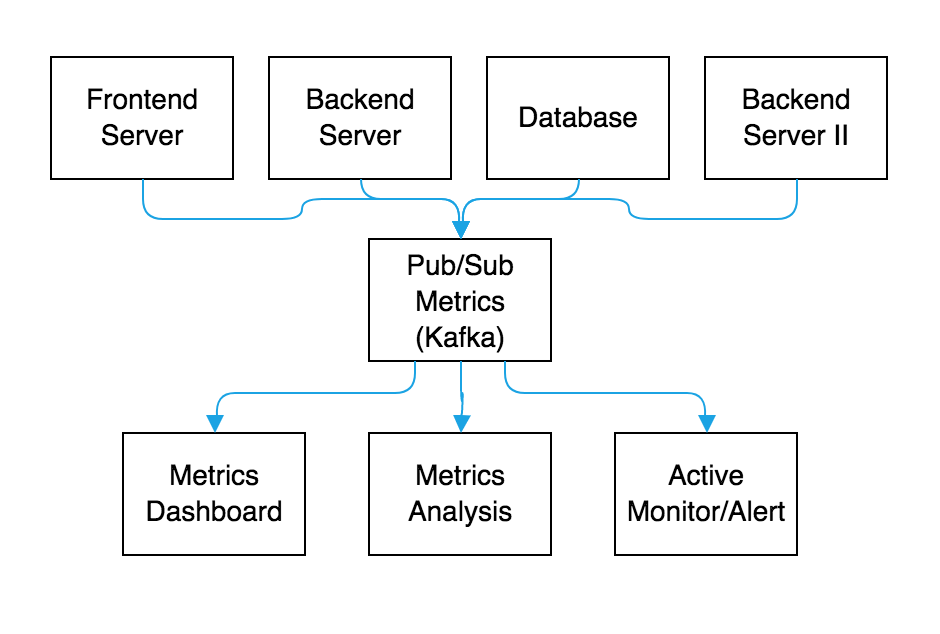 Frontend
Server
Backend
Server
Database
Backend
Server II
Pub/Sub
Metrics
(Kafka)
Metrics
Dashboard
Metrics
Analysis
Active
Monitor/Alert